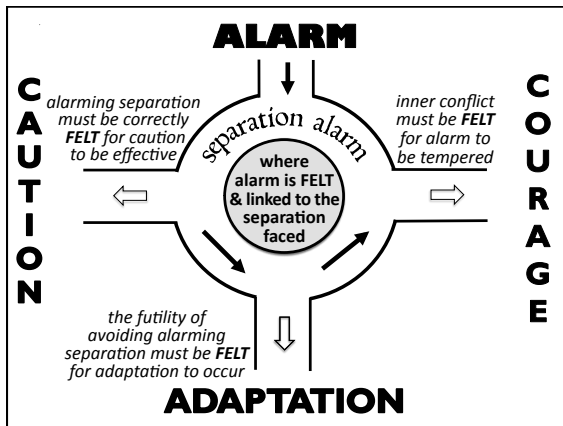 ALARM
CAUTION
alarming separation
must be correctly
FELT for caution
to be effective
separation alarm
inner conflict
must be FELT
for alarm to
be tempered
COURAGE
where
alarm is FELT
& linked to the
separation
faced
the futility of
avoiding alarming
separation must be FELT
for adaptation to occur
ADAPTATION